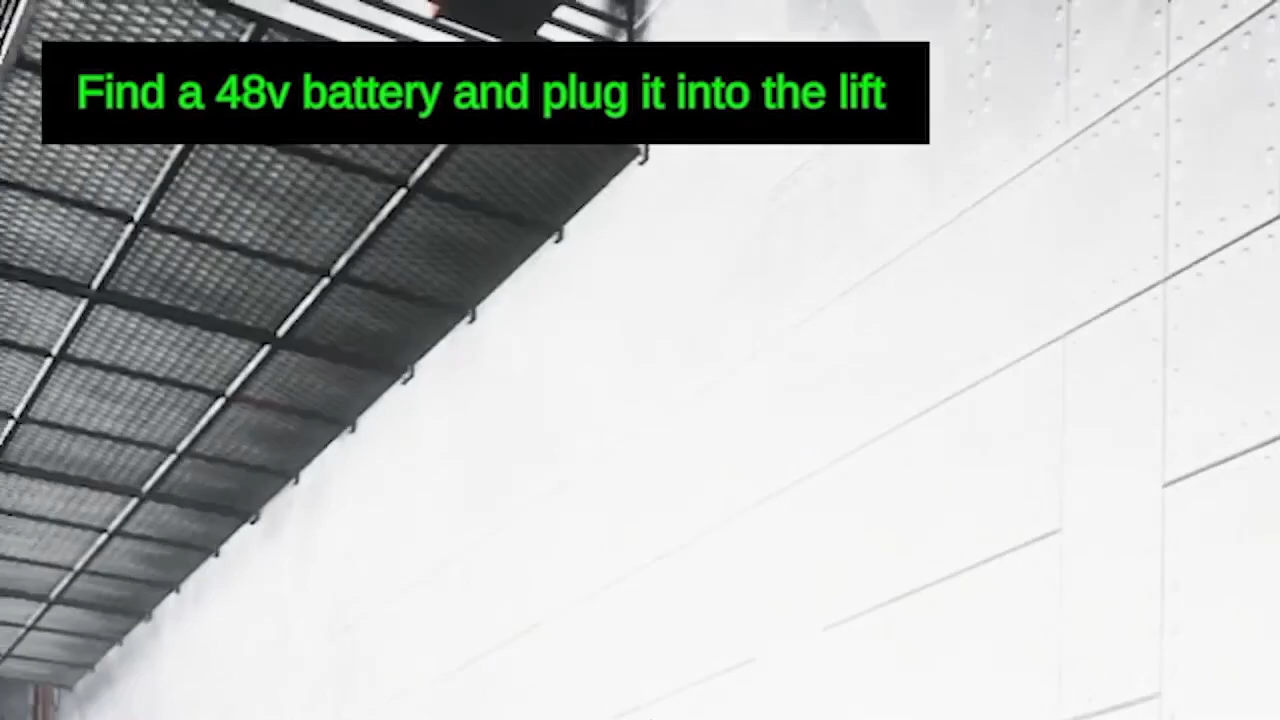 Find a 48v battery and plug it into the lift